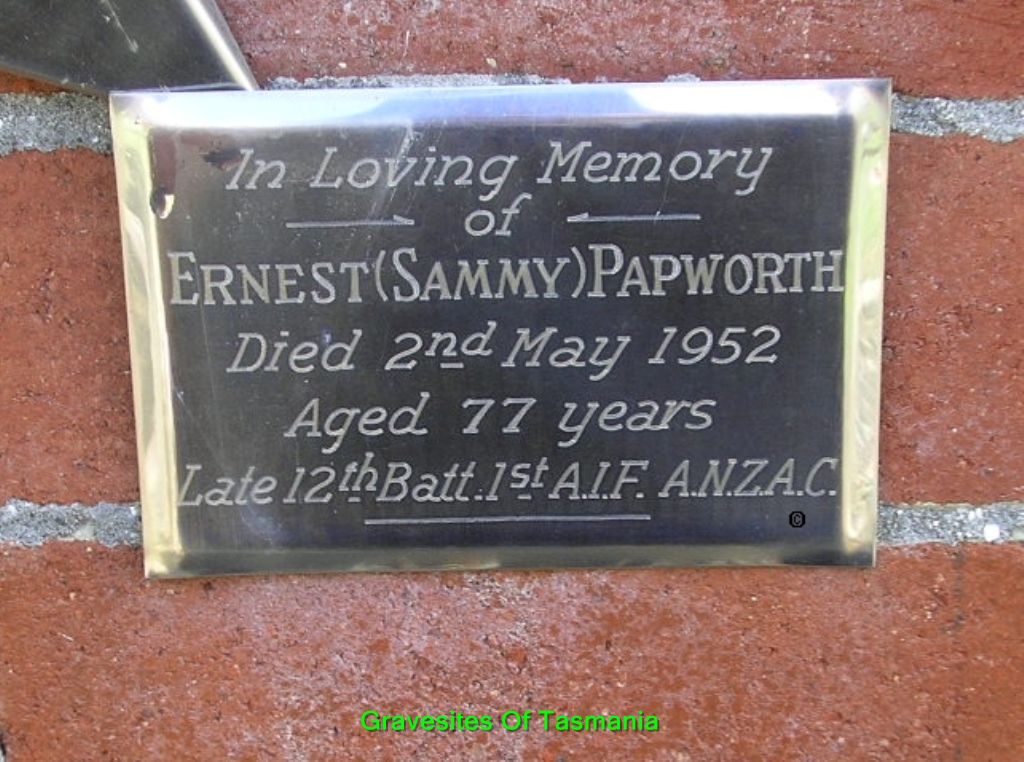 In Loving Memory
of
ERNEST (SAMMY) PAPWORTH
Died 2nd May 1952
Aged 77 years
Late 12th Batt. 1st A.I.F. A.N.Z.A.C.
©
Gravesites Of Tasmania